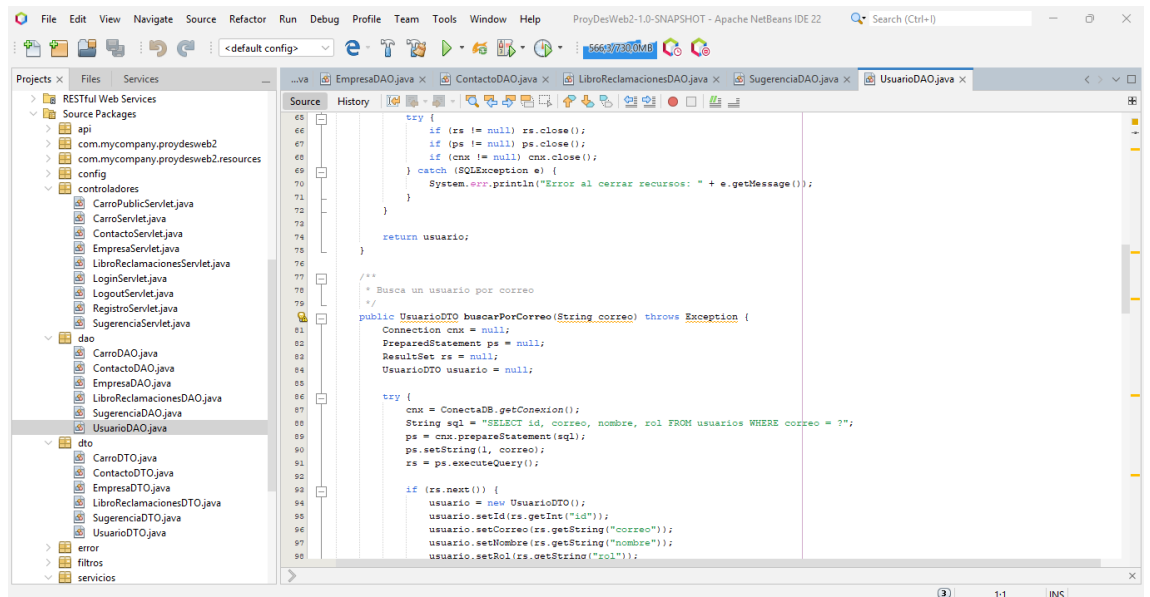 File Edit View Navigate Source Refactor Run Debug Profile Team Tools Window Help ProyDesWeb2-1.0-SNAPSHOT - Apache NetBeans IDE 22 Search (Ctrl+I)
<default config> 566.3/730.0MB
Projects Files Services
...va EmpresaDAO.java ContactoDAO.java LibroReclamacionesDAO.java SugerenciaDAO.java UsuarioDAO.java
Source History
RESTful Web Services
Source Packages
api
com.mycompany.proydesweb2
com.mycompany.proydesweb2.resources
config
controladores
CarroPublicServlet.java
CarroServlet.java
ContactoServlet.java
EmpresaServlet.java
LibroReclamacionesServlet.java
LoginServlet.java
LogoutServlet.java
RegistroServlet.java
SugerenciaServlet.java
dao
CarroDAO.java
ContactoDAO.java
EmpresaDAO.java
LibroReclamacionesDAO.java
SugerenciaDAO.java
UsuarioDAO.java
dto
CarroDTO.java
ContactoDTO.java
EmpresaDTO.java
LibroReclamacionesDTO.java
SugerenciaDTO.java
UsuarioDTO.java
error
filtros
servicios
65 try {
66 if (rs != null) rs.close();
67 if (ps != null) ps.close();
68 if (cnx != null) cnx.close();
69 } catch (SQLException e) {
70 System.err.println("Error al cerrar recursos: " + e.getMessage());
71 }
72 }
73
74 return usuario;
75 }
76
77 /**
78 * Busca un usuario por correo
79 */
public UsuarioDTO buscarPorCorreo(String correo) throws Exception {
81 Connection cnx = null;
82 PreparedStatement ps = null;
83 ResultSet rs = null;
84 UsuarioDTO usuario = null;
85
86 try {
87 cnx = ConectaDB.getConexion();
88 String sql = "SELECT id, correo, nombre, rol FROM usuarios WHERE correo = ?";
89 ps = cnx.prepareStatement(sql);
90 ps.setString(1, correo);
91 rs = ps.executeQuery();
92
93 if (rs.next()) {
94 usuario = new UsuarioDTO();
95 usuario.setId(rs.getInt("id"));
96 usuario.setCorreo(rs.getString("correo"));
97 usuario.setNombre(rs.getString("nombre"));
98 usuario.setRol(rs.getString("rol"));
3 1:1 INS